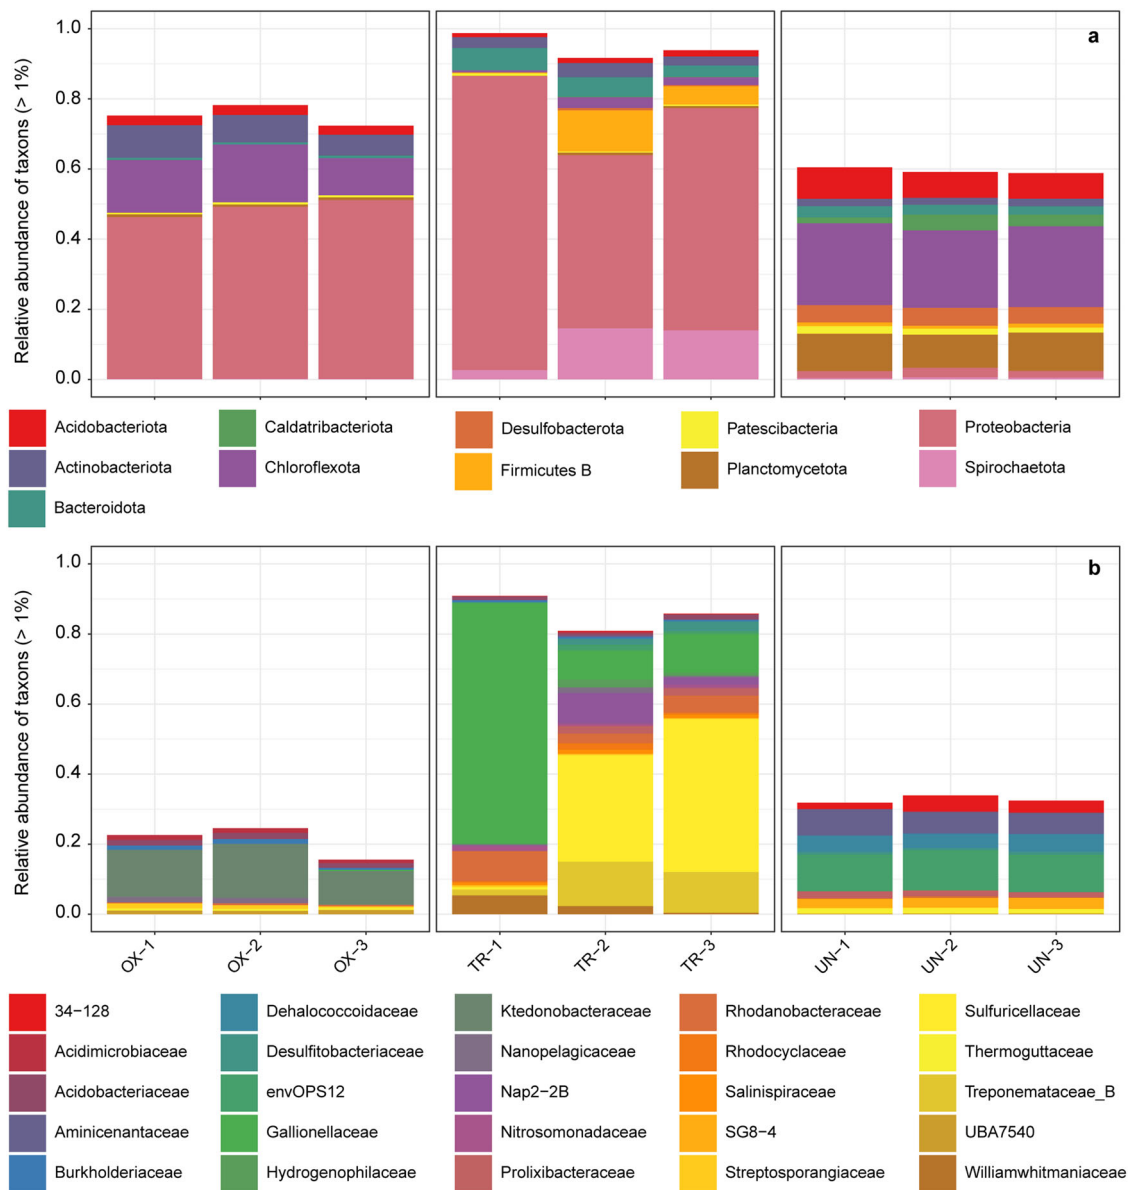 a
Relative abundance of taxons (> 1%)
1.0
0.8
0.6
0.4
0.2
0.0
Acidobacteriota
Caldatribacteriota
Desulfobacterota
Patescibacteria
Proteobacteria
Actinobacteriota
Chloroflexota
Firmicutes B
Planctomycetota
Spirochaetota
Bacteroidota
b
Relative abundance of taxons (> 1%)
1.0
0.8
0.6
0.4
0.2
0.0
OX-1
OX-2
OX-3
TR-1
TR-2
TR-3
UN-1
UN-2
UN-3
34-128
Dehalococcoidaceae
Ktedonobacteraceae
Rhodanobacteraceae
Sulfuricellaceae
Acidimicrobiaceae
Desulfitobacteriaceae
Nanopelagicaceae
Rhodocyclaceae
Thermoguttaceae
Acidobacteriaceae
envOPS12
Nap2-2B
Salinispiraceae
Treponemataceae_B
Aminicenantaceae
Gallionellaceae
Nitrosomonadaceae
SG8-4
UBA7540
Burkholderiaceae
Hydrogenophilaceae
Prolixibacteraceae
Streptosporangiaceae
Williamwhitmaniaceae